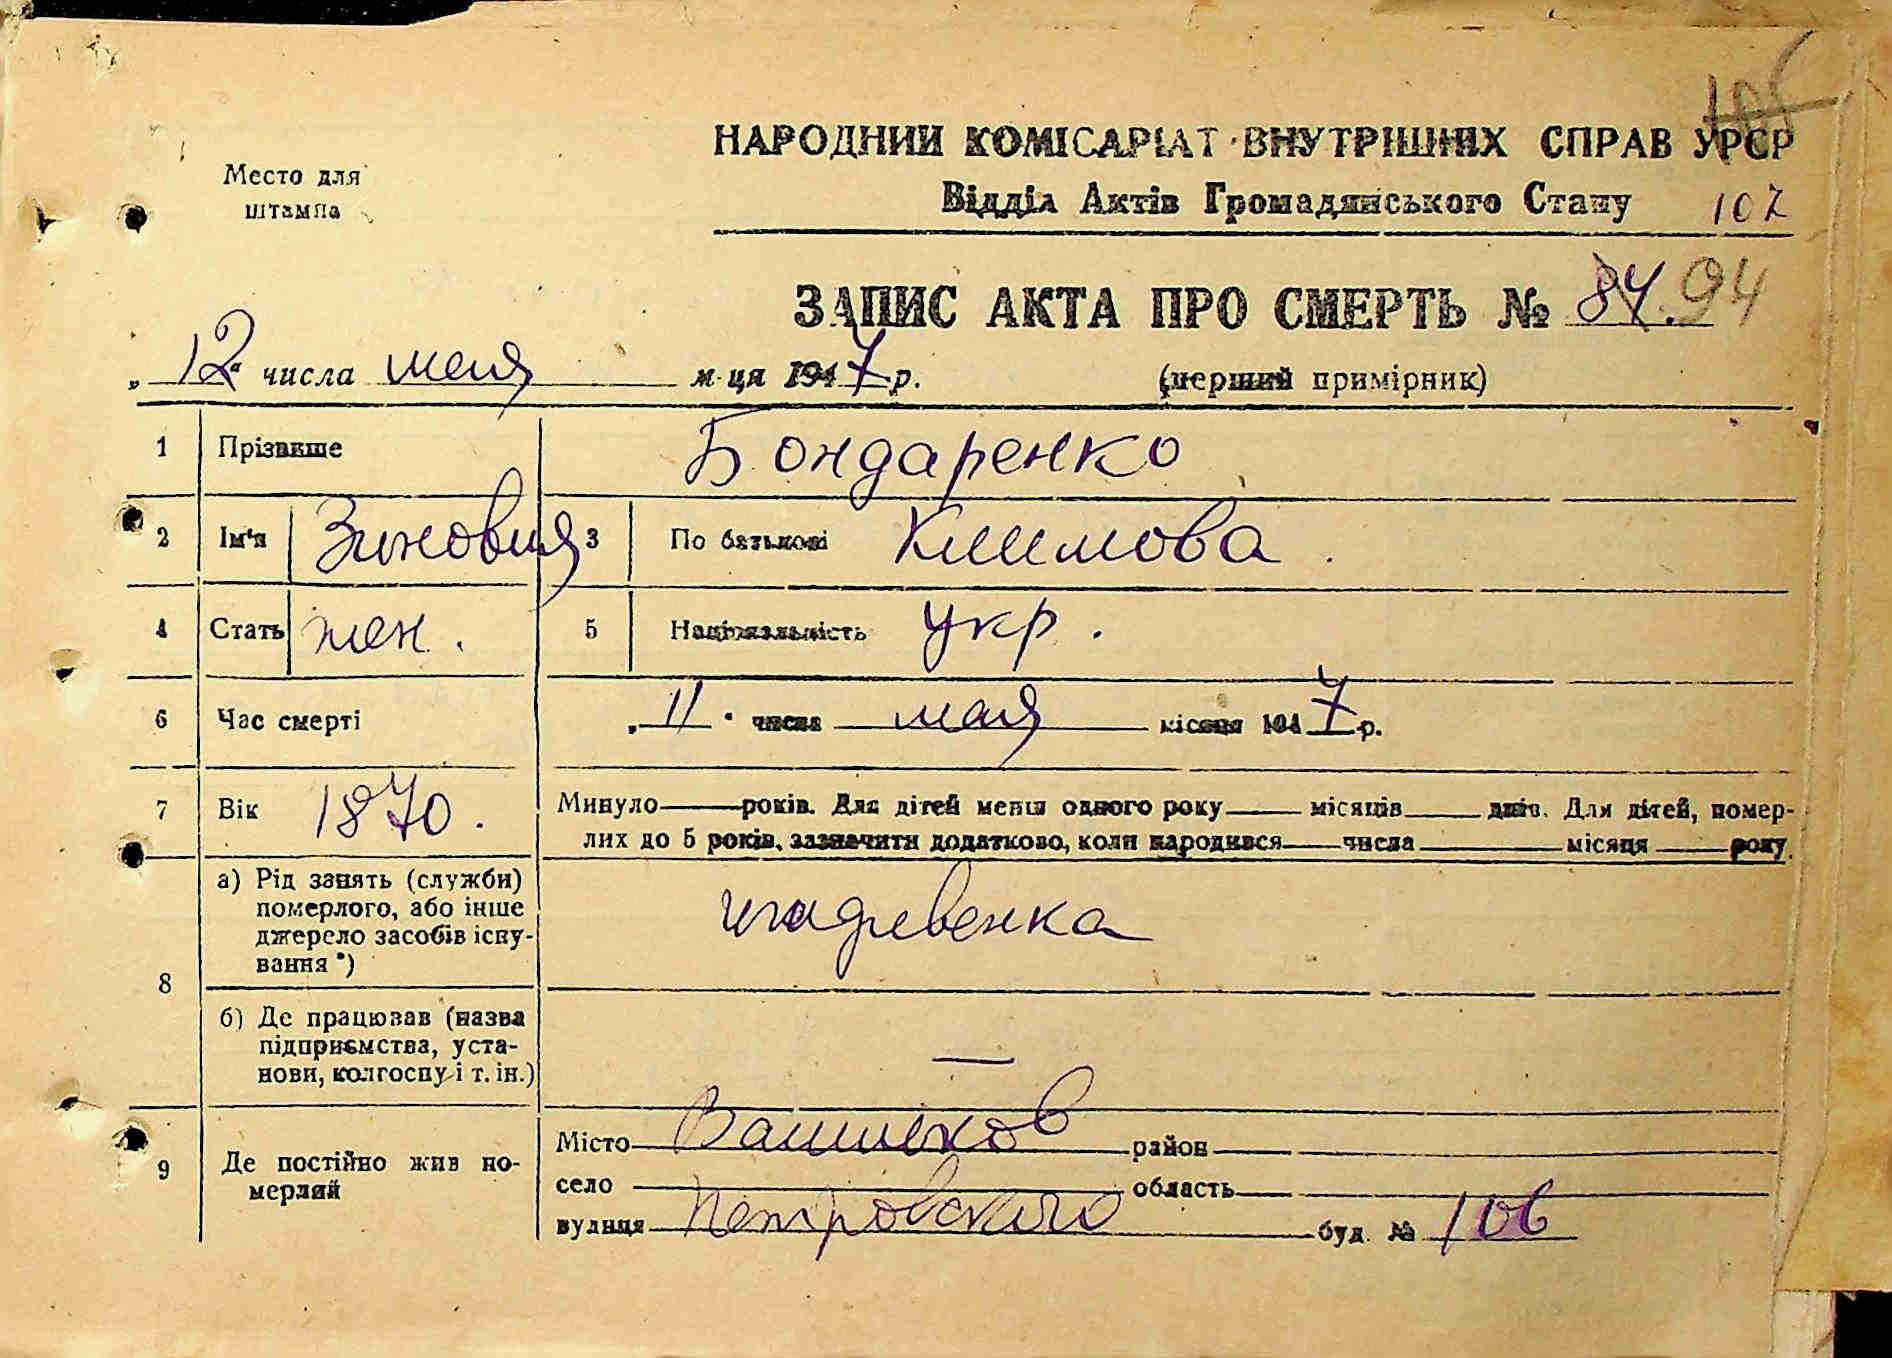 105
Место для
штампа
НАРОДНИЙ КОМІСАРІАТ ВНУТРІШНІХ СПРАВ УРСР
Відділ Актів Громадянського Стану 107
ЗАПИС АКТА ПРО СМЕРТЬ № 84. 94
„12" числа мая м-ця 1947 р. (перший примірник)
1 Прізвище Бондаренко
2 Ім'я Зиновия 3 По батькові Климова.
4 Стать жен. 5 Національність укр.
6 Час смерті „11" числа мая місяця 1947 р.
7 Вік 1870. Минуло — років. Для дітей менш одного року — місяців — днів. Для дітей, помер-
лих до 5 років, зазначити додатково, коли народився — числа — місяця — року.
8 а) Рід занять (служби)
померлого, або інше
джерело засобів існу-
вання*)
иждивенка
б) Де працював (назва
підприємства, уста-
нови, колгоспу і т. ін.)
—
9 Де постійно жив по-
мерлий
Місто район
село область
вулиця Петровского буд. № 106